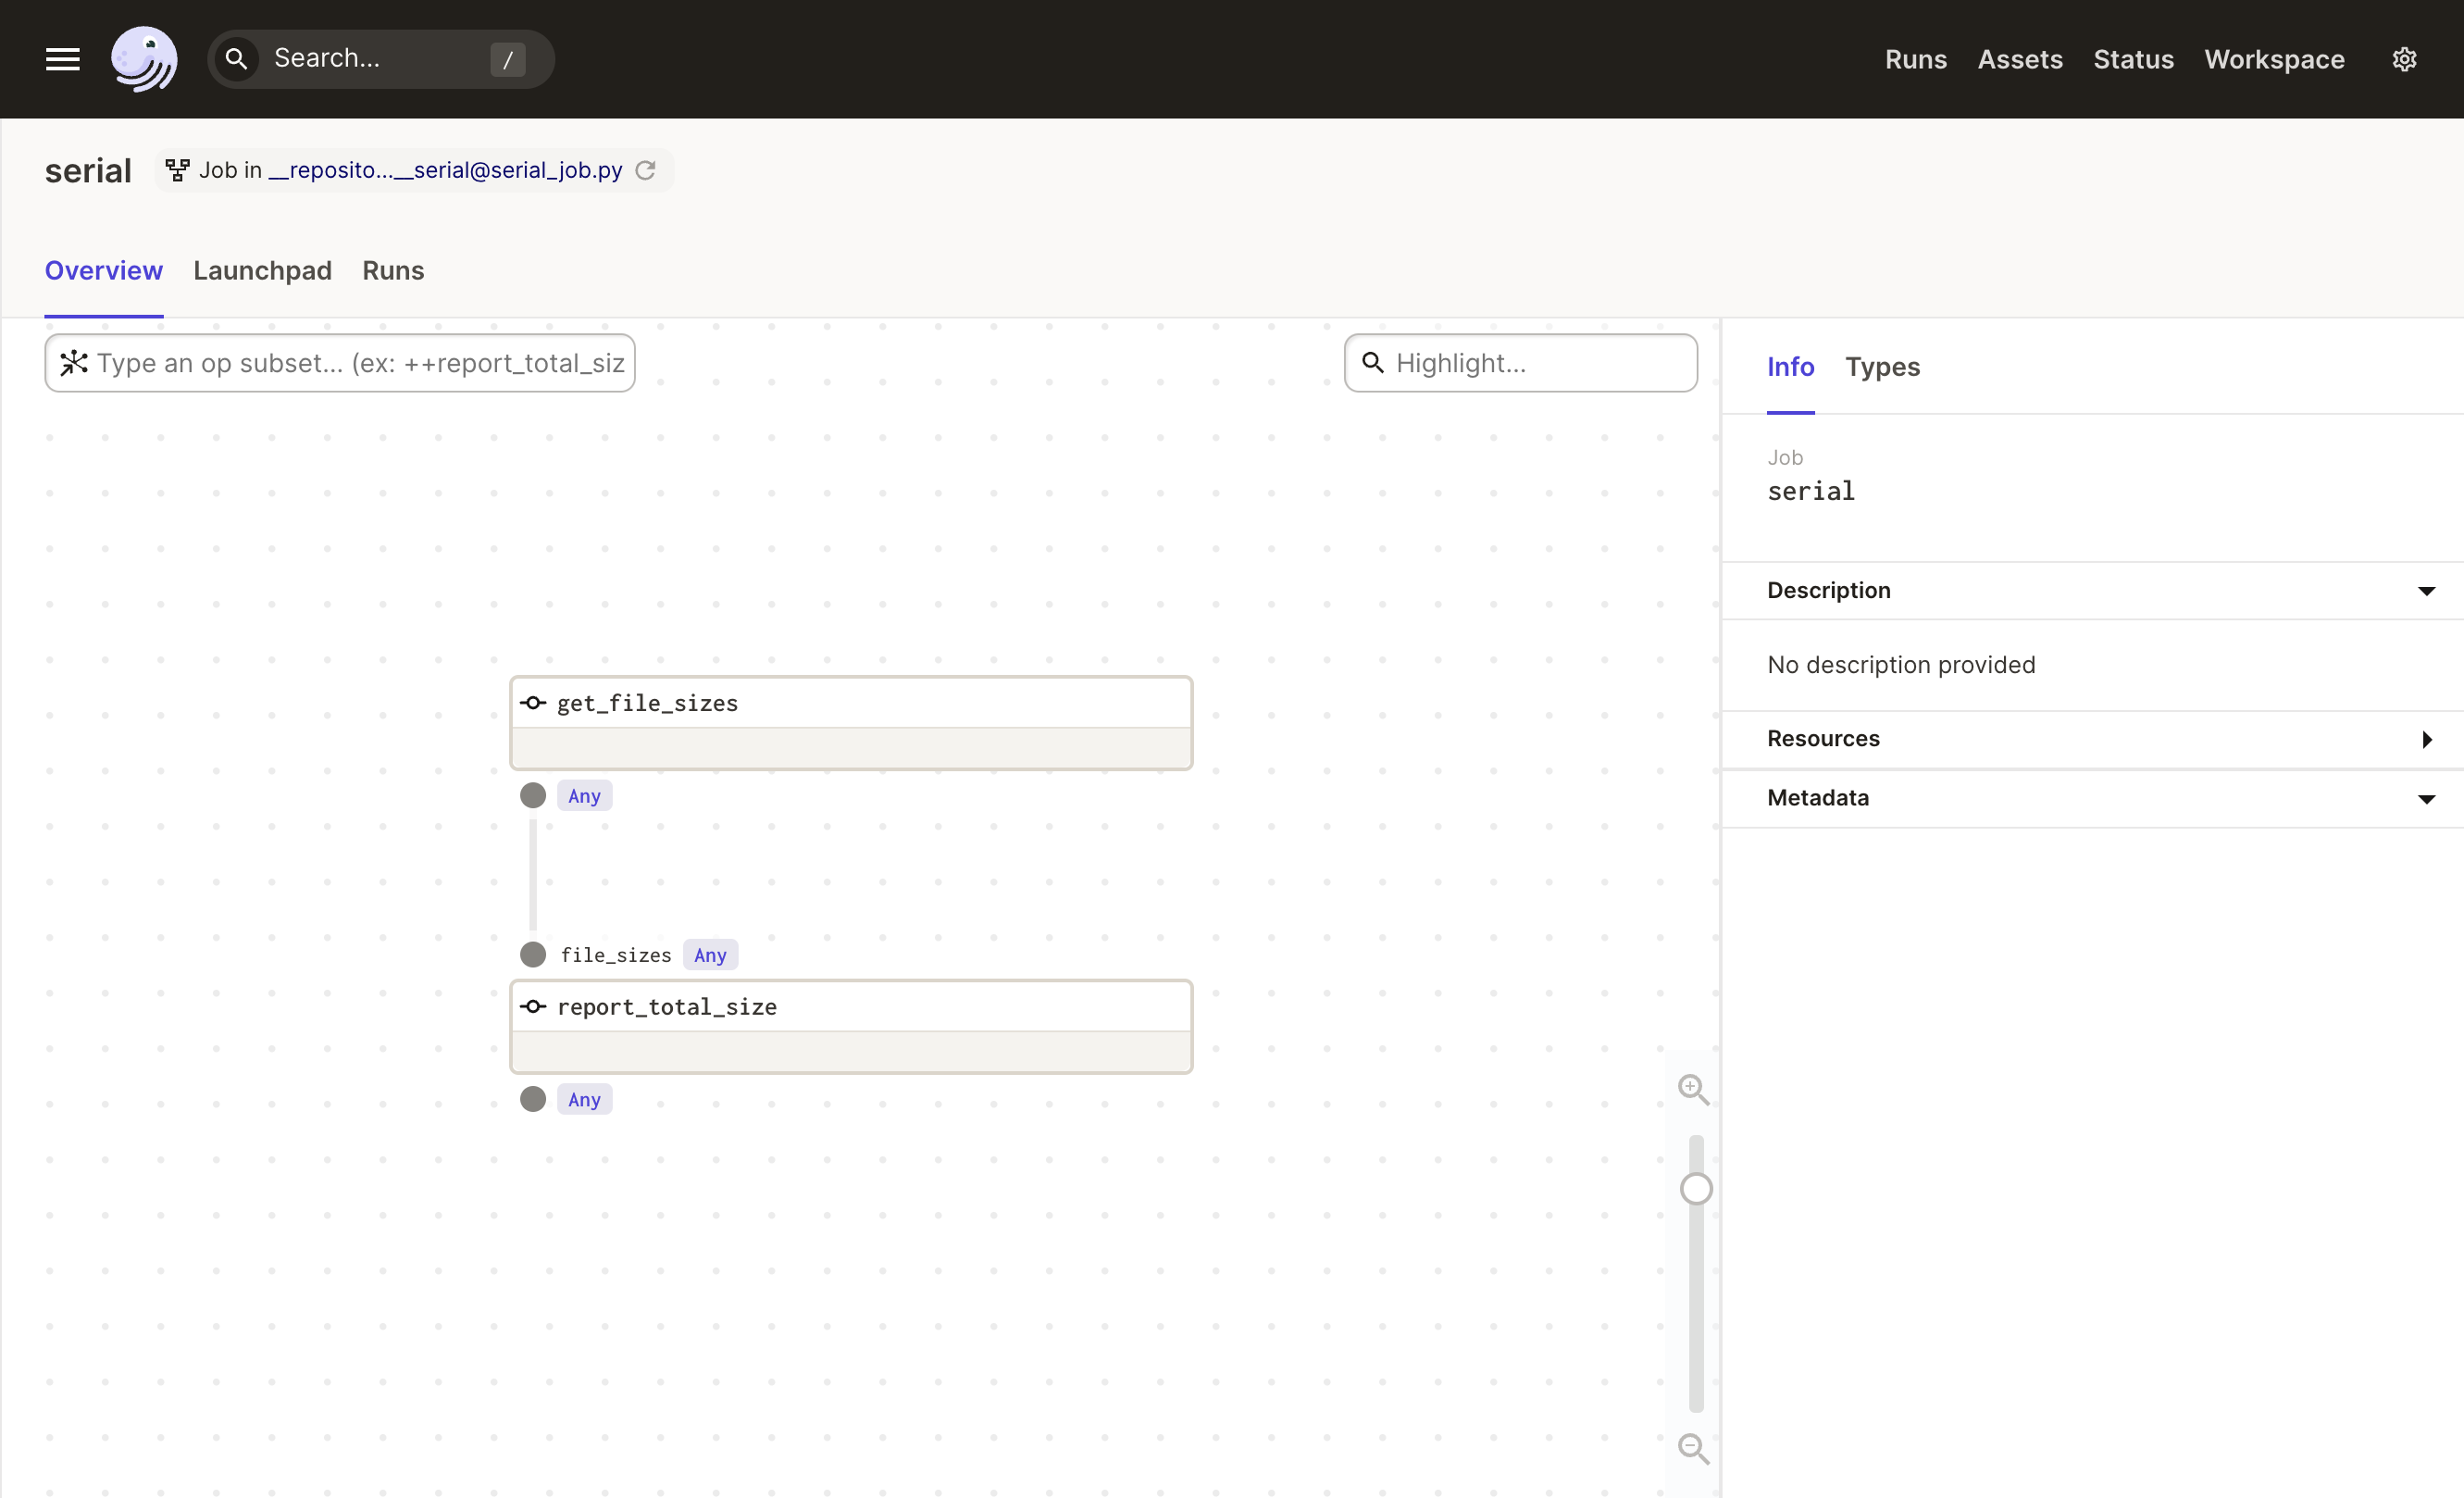 Search... /
Runs Assets Status Workspace
serial Job in __reposito...__serial@serial_job.py
Overview Launchpad Runs
Type an op subset... (ex: ++report_total_siz
Highlight...
get_file_sizes
Any
file_sizes Any
report_total_size
Any
Info Types
Job
serial
Description
No description provided
Resources
Metadata